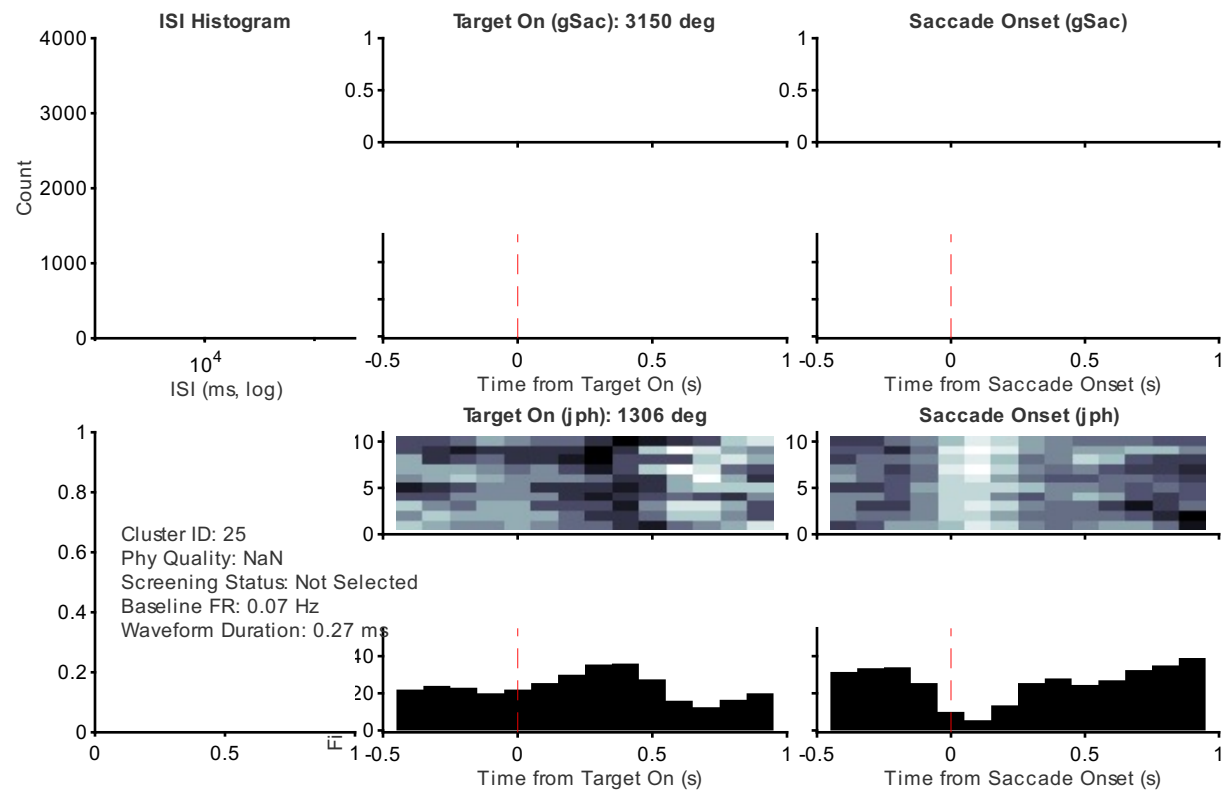 ISI Histogram
Target On (gSac): 3150 deg
Saccade Onset (gSac)
4000
3000
2000
1000
0
Count
10^4
ISI (ms, log)
1
0.5
0
-0.5 0 0.5 1
Time from Target On (s)
1
0.5
0
-0.5 0 0.5 1
Time from Saccade Onset (s)
1
0.8
0.6
0.4
0.2
0
0 0.5 1
Cluster ID: 25
Phy Quality: NaN
Screening Status: Not Selected
Baseline FR: 0.07 Hz
Waveform Duration: 0.27 ms
Target On (jph): 1306 deg
10
5
0
Fi
40
20
0
-0.5 0 0.5 1
Time from Target On (s)
Saccade Onset (jph)
10
5
0
-0.5 0 0.5 1
Time from Saccade Onset (s)